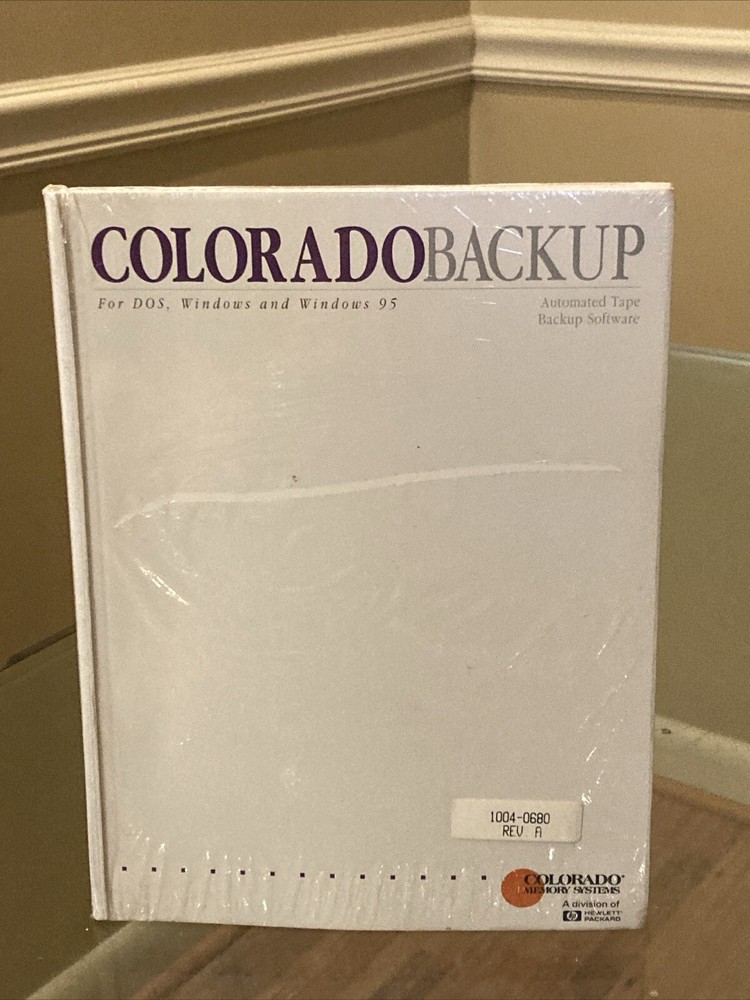 COLORADOBACKUP
For DOS, Windows and Windows 95
Automated Tape
Backup Software
1004-0680
REV. A
COLORADO
MEMORY SYSTEMS
A division of
hp HEWLETT
PACKARD